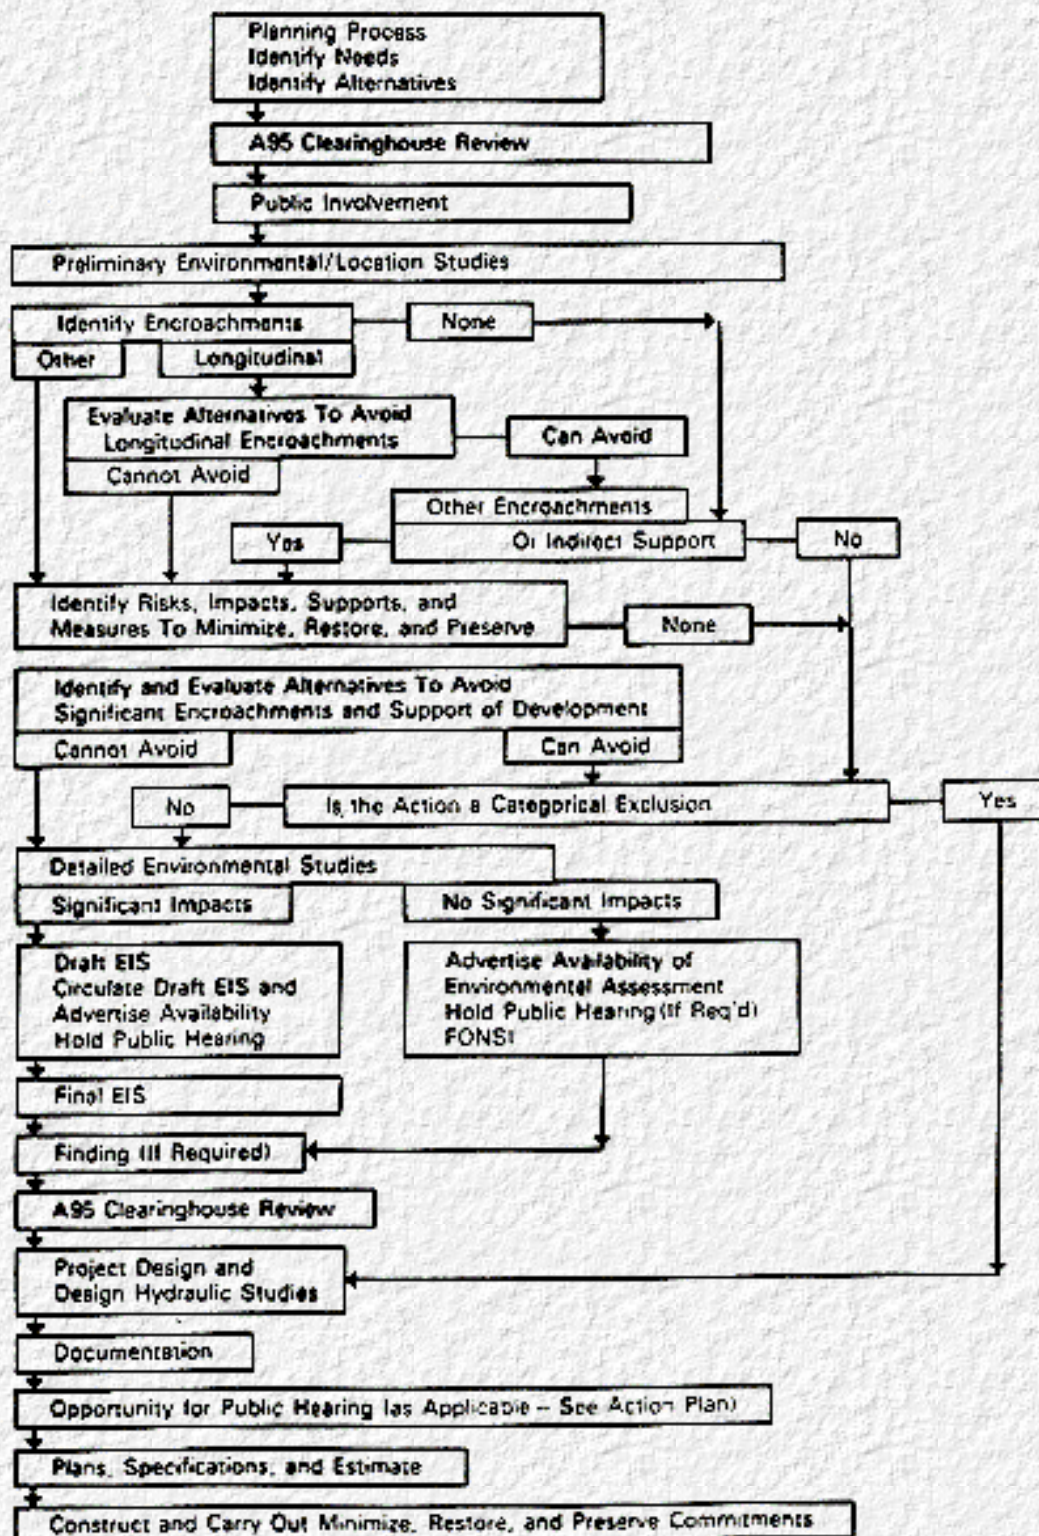 Planning Process
Identify Needs
Identify Alternatives
A95 Clearinghouse Review
Public Involvement
Preliminary Environmental/Location Studies
Identify Encroachments
None
Other
Longitudinal
Evaluate Alternatives To Avoid
Longitudinal Encroachments
Can Avoid
Cannot Avoid
Other Encroachments
Or Indirect Support
Yes
No
Identify Risks, Impacts, Supports, and
Measures To Minimize, Restore, and Preserve
None
Identify and Evaluate Alternatives To Avoid
Significant Encroachments and Support of Development
Cannot Avoid
Can Avoid
No
Is the Action a Categorical Exclusion
Yes
Detailed Environmental Studies
Significant Impacts
No Significant Impacts
Draft EIS
Circulate Draft EIS and
Advertise Availability
Hold Public Hearing
Advertise Availability of
Environmental Assessment
Hold Public Hearing (If Req'd)
FONSI
Final EIS
Finding (If Required)
A95 Clearinghouse Review
Project Design and
Design Hydraulic Studies
Documentation
Opportunity for Public Hearing (as Applicable – See Action Plan)
Plans, Specifications, and Estimate
Construct and Carry Out Minimize, Restore, and Preserve Commitments